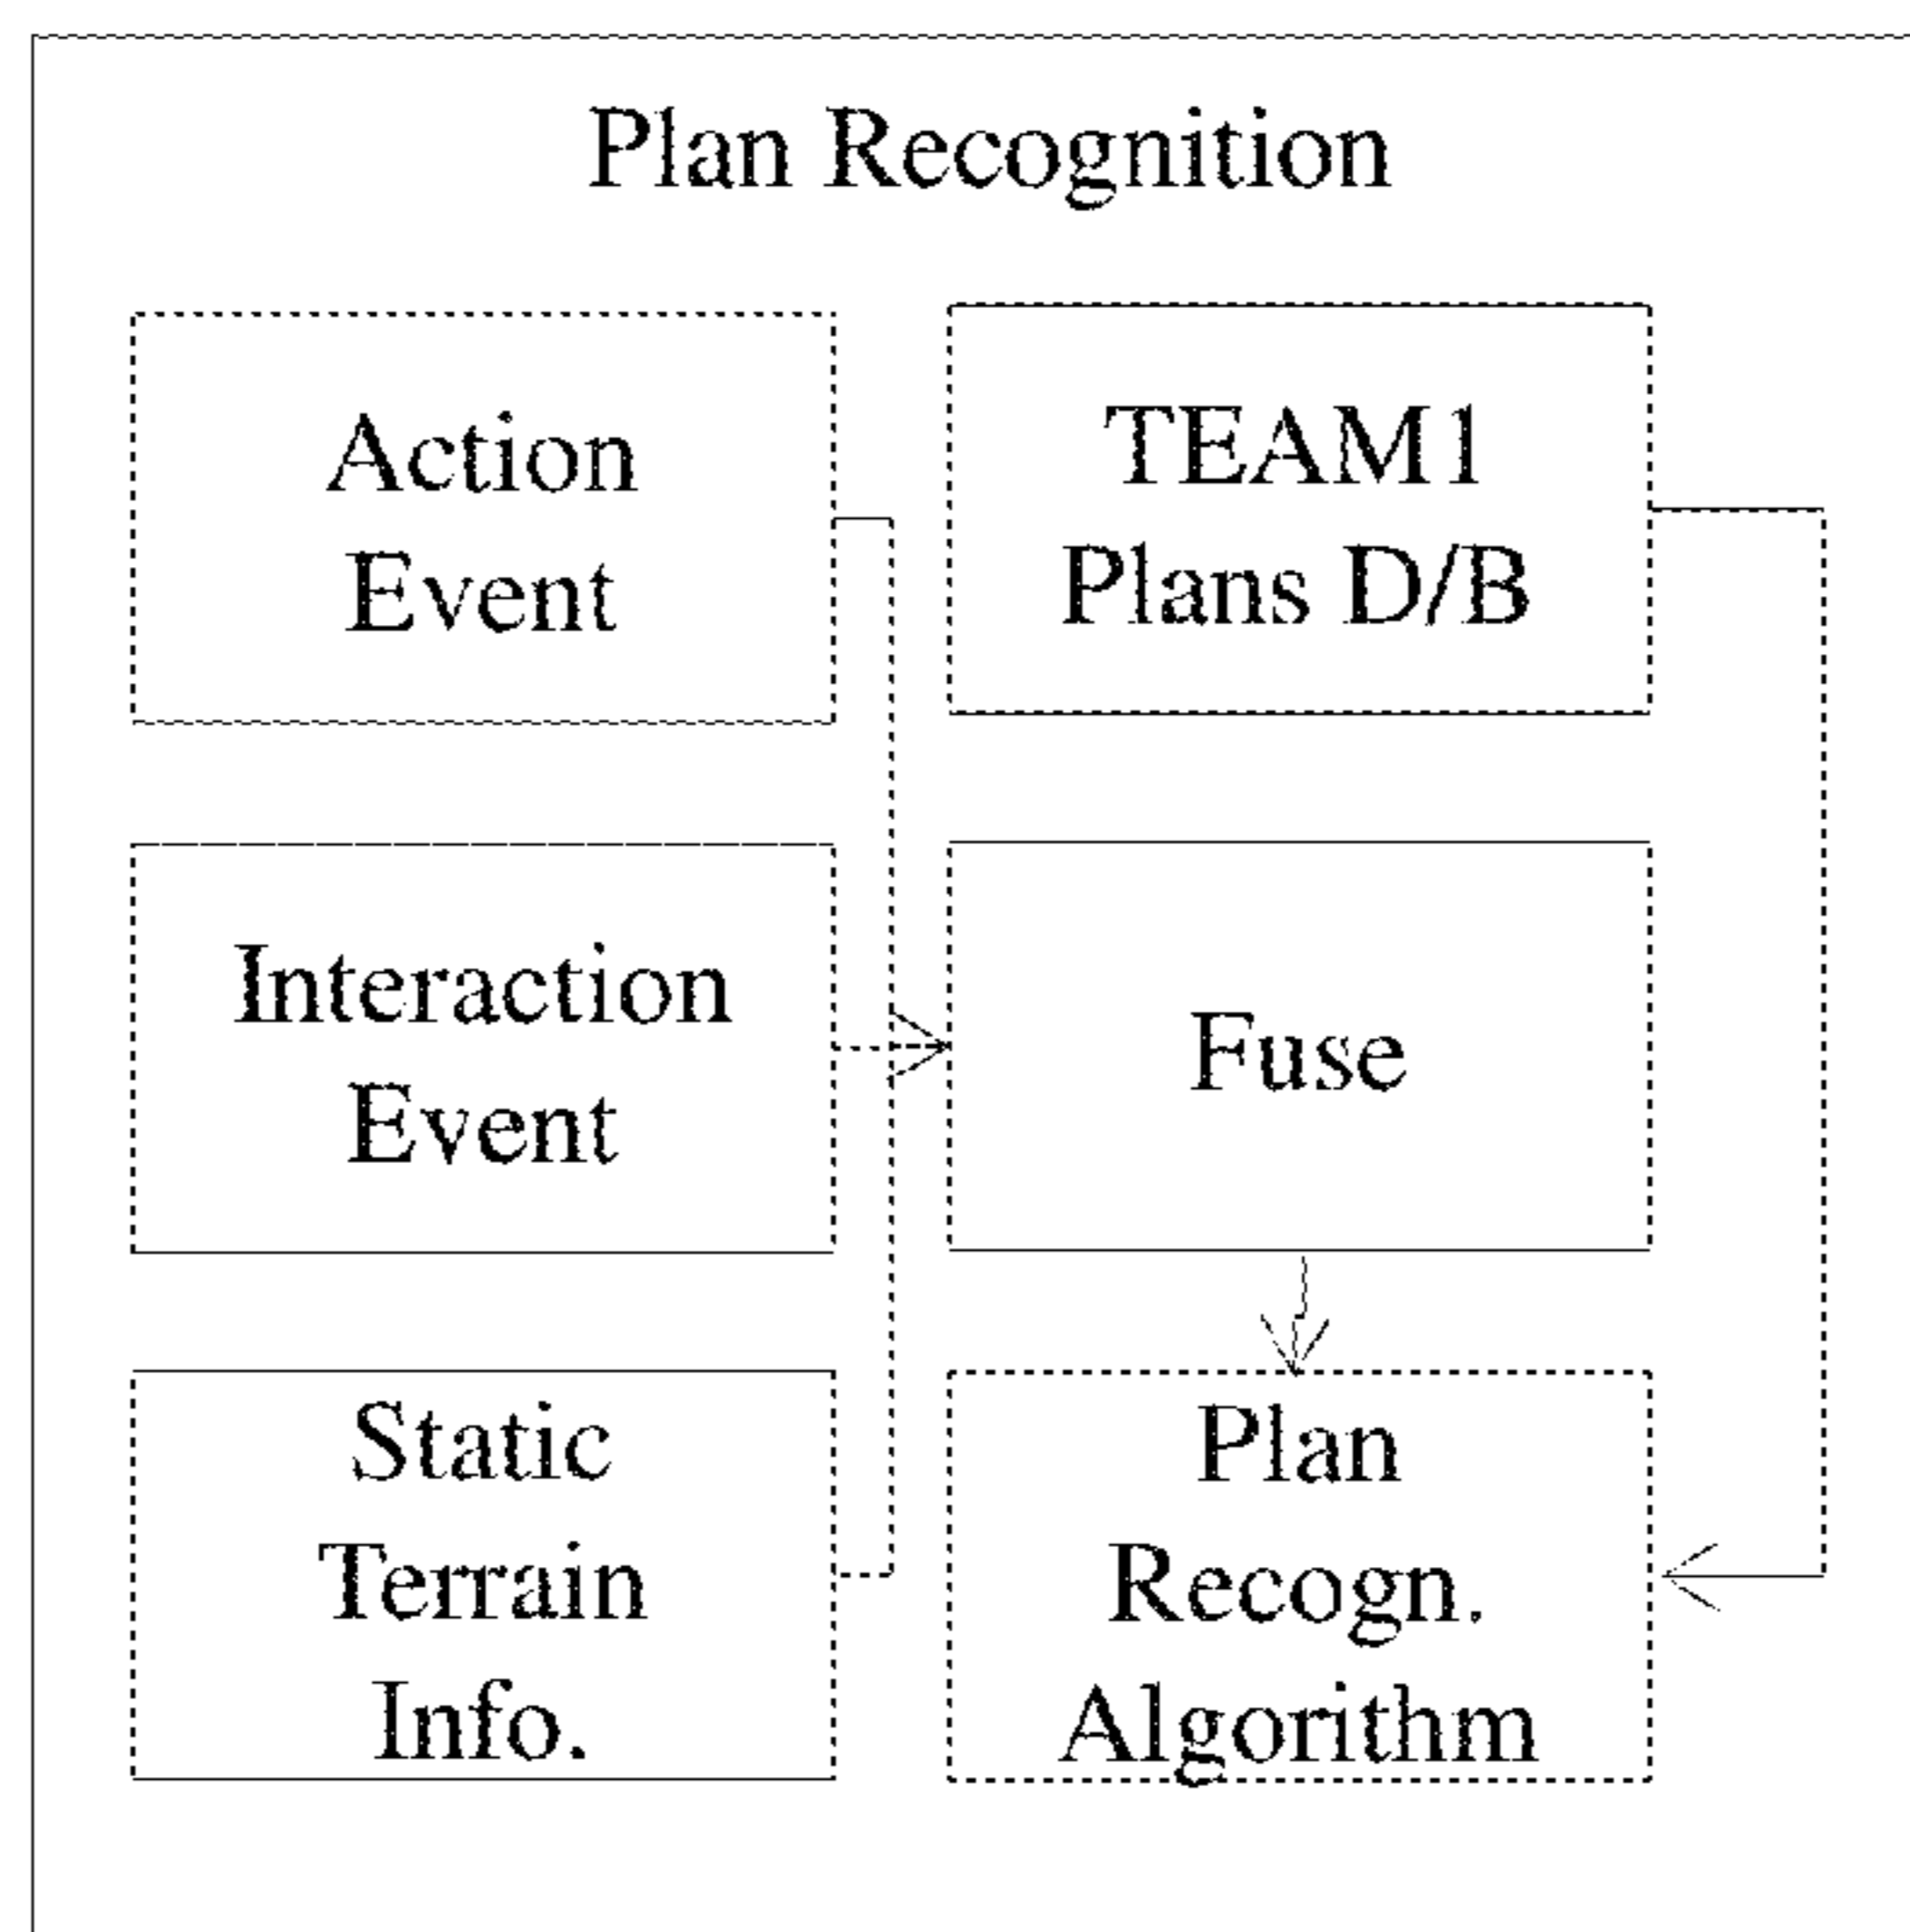 Plan Recognition
Action
Event
TEAM1
Plans D/B
Interaction
Event
Fuse
Static
Terrain
Info.
Plan
Recogn.
Algorithm